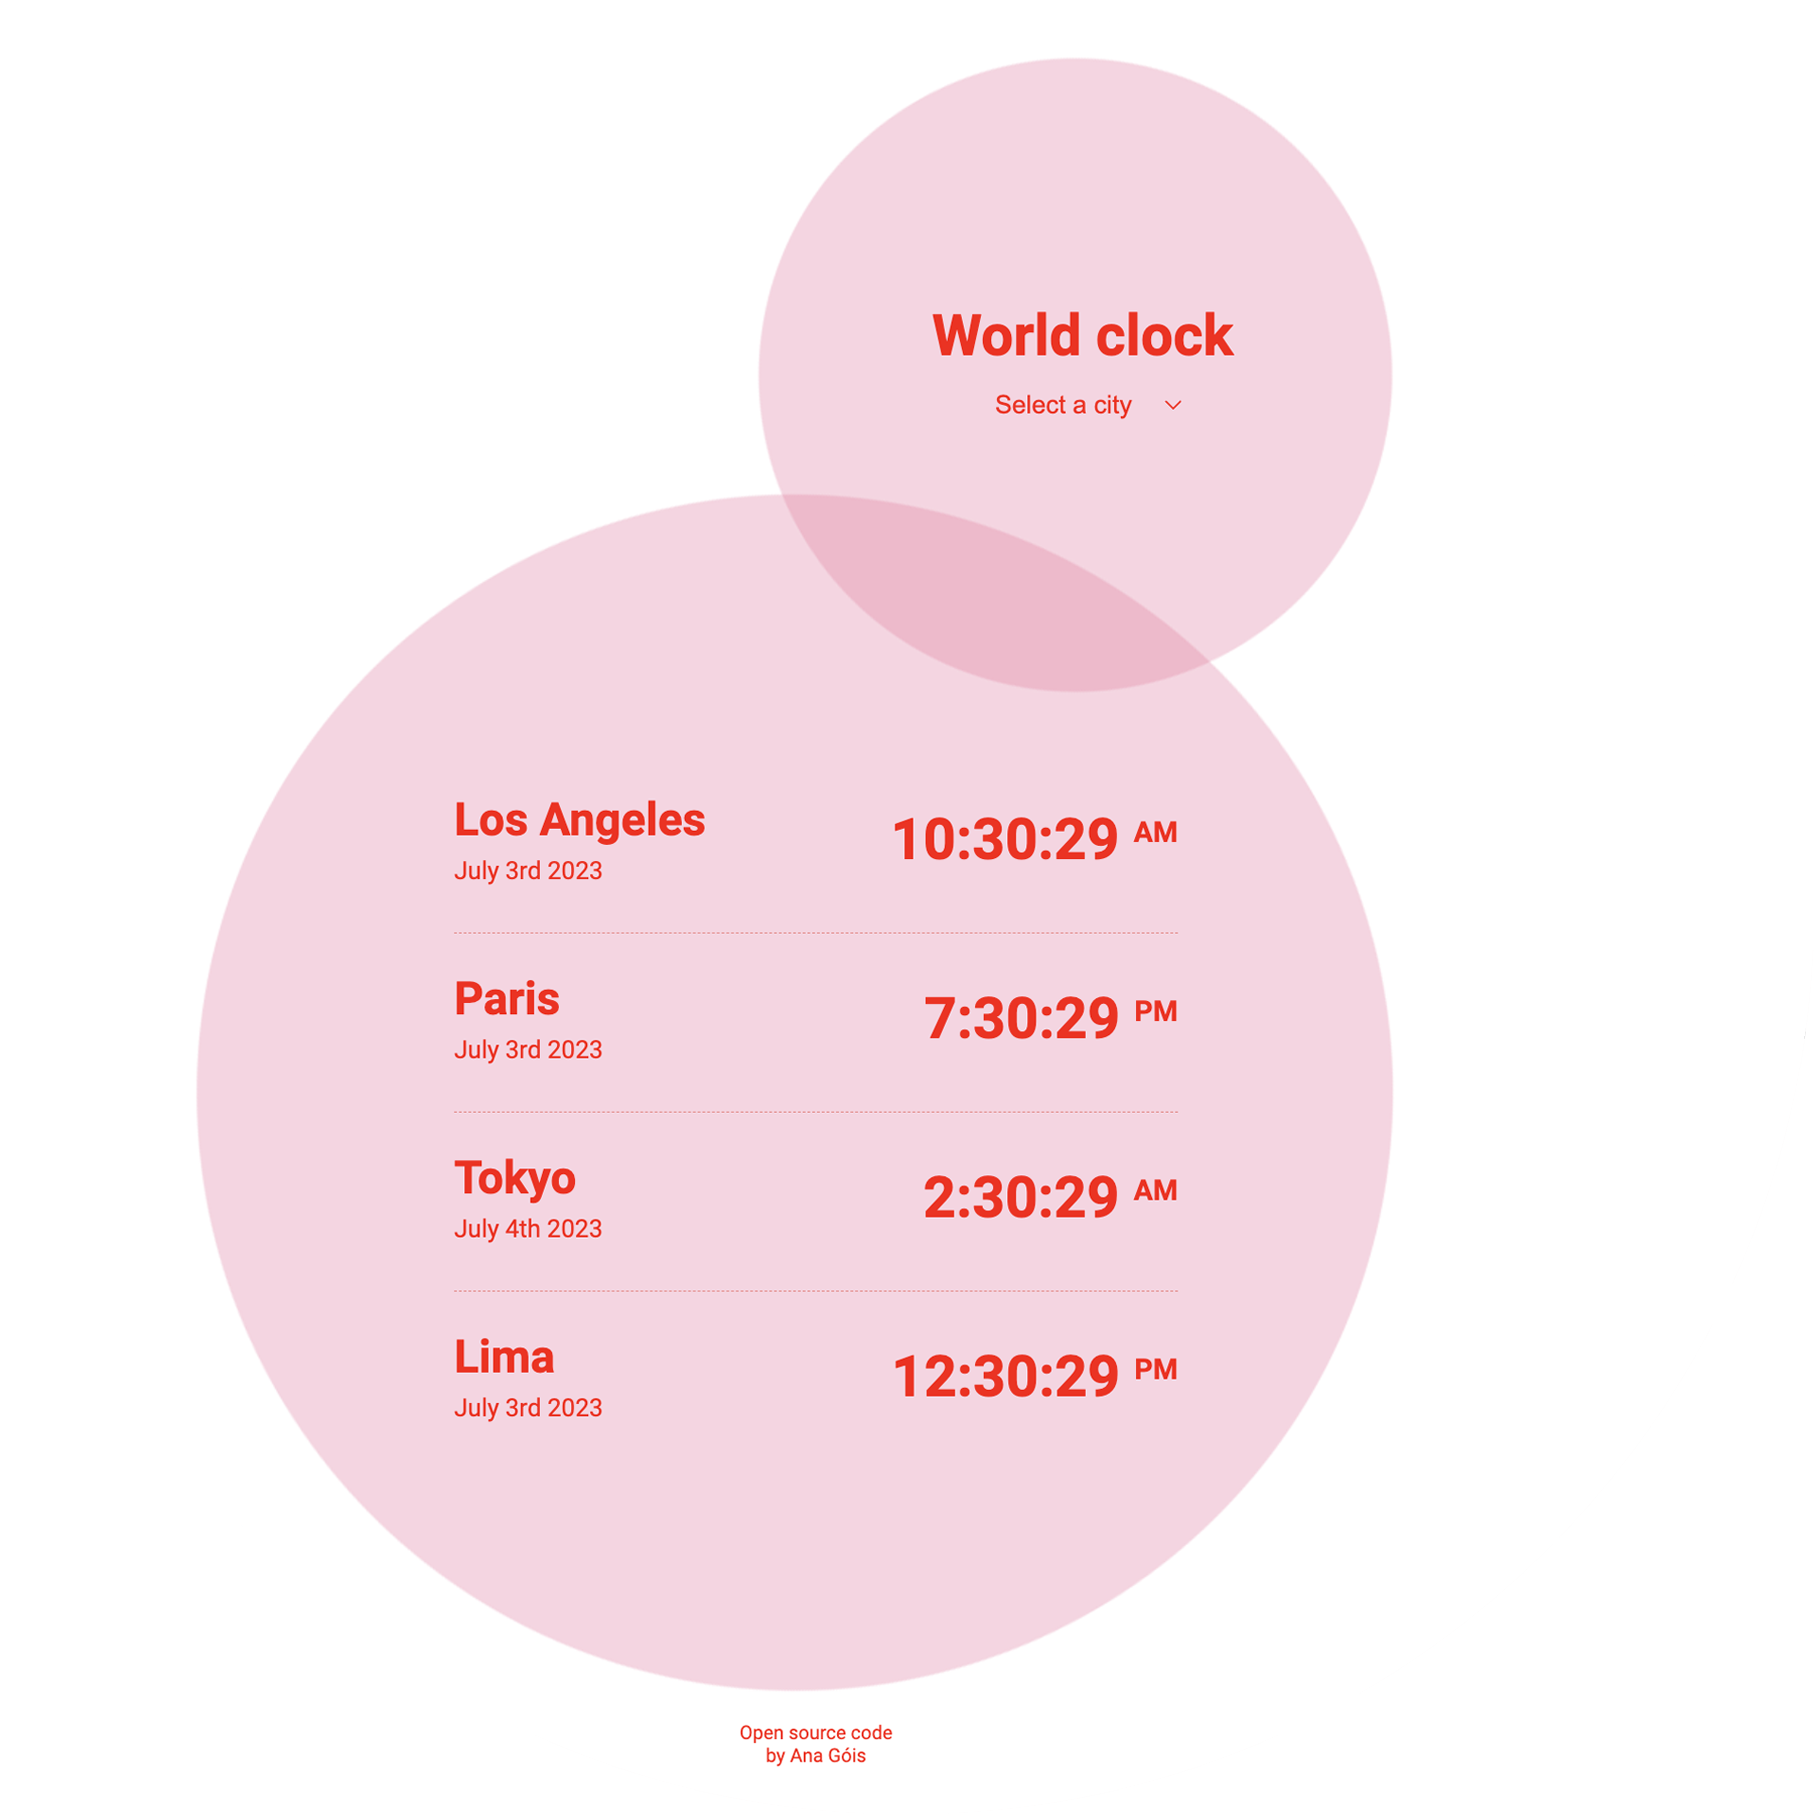 World clock
Select a city
Los Angeles
July 3rd 2023
10:30:29 AM
Paris
July 3rd 2023
7:30:29 PM
Tokyo
July 4th 2023
2:30:29 AM
Lima
July 3rd 2023
12:30:29 PM
Open source code
by Ana Góis